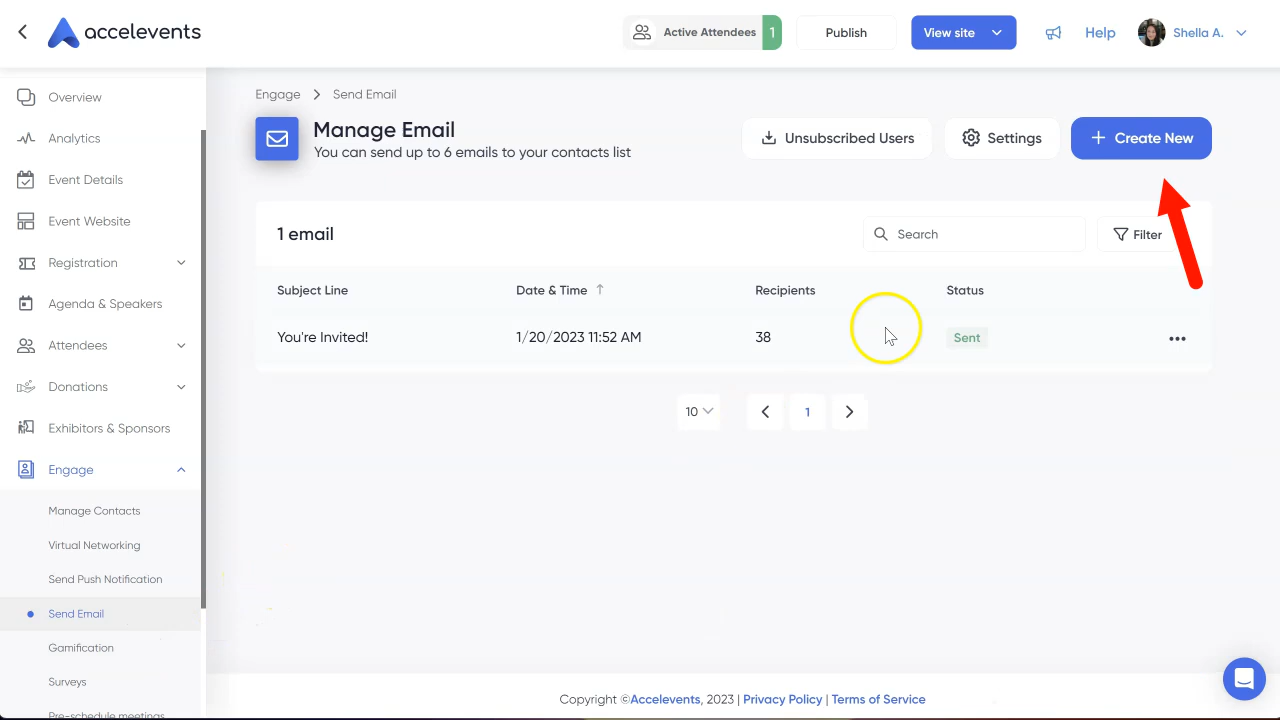 accelevents
Active Attendees 1
Publish
View site
Help
Shella A.
Overview
Analytics
Event Details
Event Website
Registration
Agenda & Speakers
Attendees
Donations
Exhibitors & Sponsors
Engage
Manage Contacts
Virtual Networking
Send Push Notification
Send Email
Gamification
Surveys
Pre-schedule meetings
Engage > Send Email
Manage Email
You can send up to 6 emails to your contacts list
Unsubscribed Users
Settings
+ Create New
1 email
Search
Filter
Subject Line Date & Time ↑ Recipients Status
You're Invited! 1/20/2023 11:52 AM 38 Sent
10 1
Copyright ©Accelevents, 2023 | Privacy Policy | Terms of Service